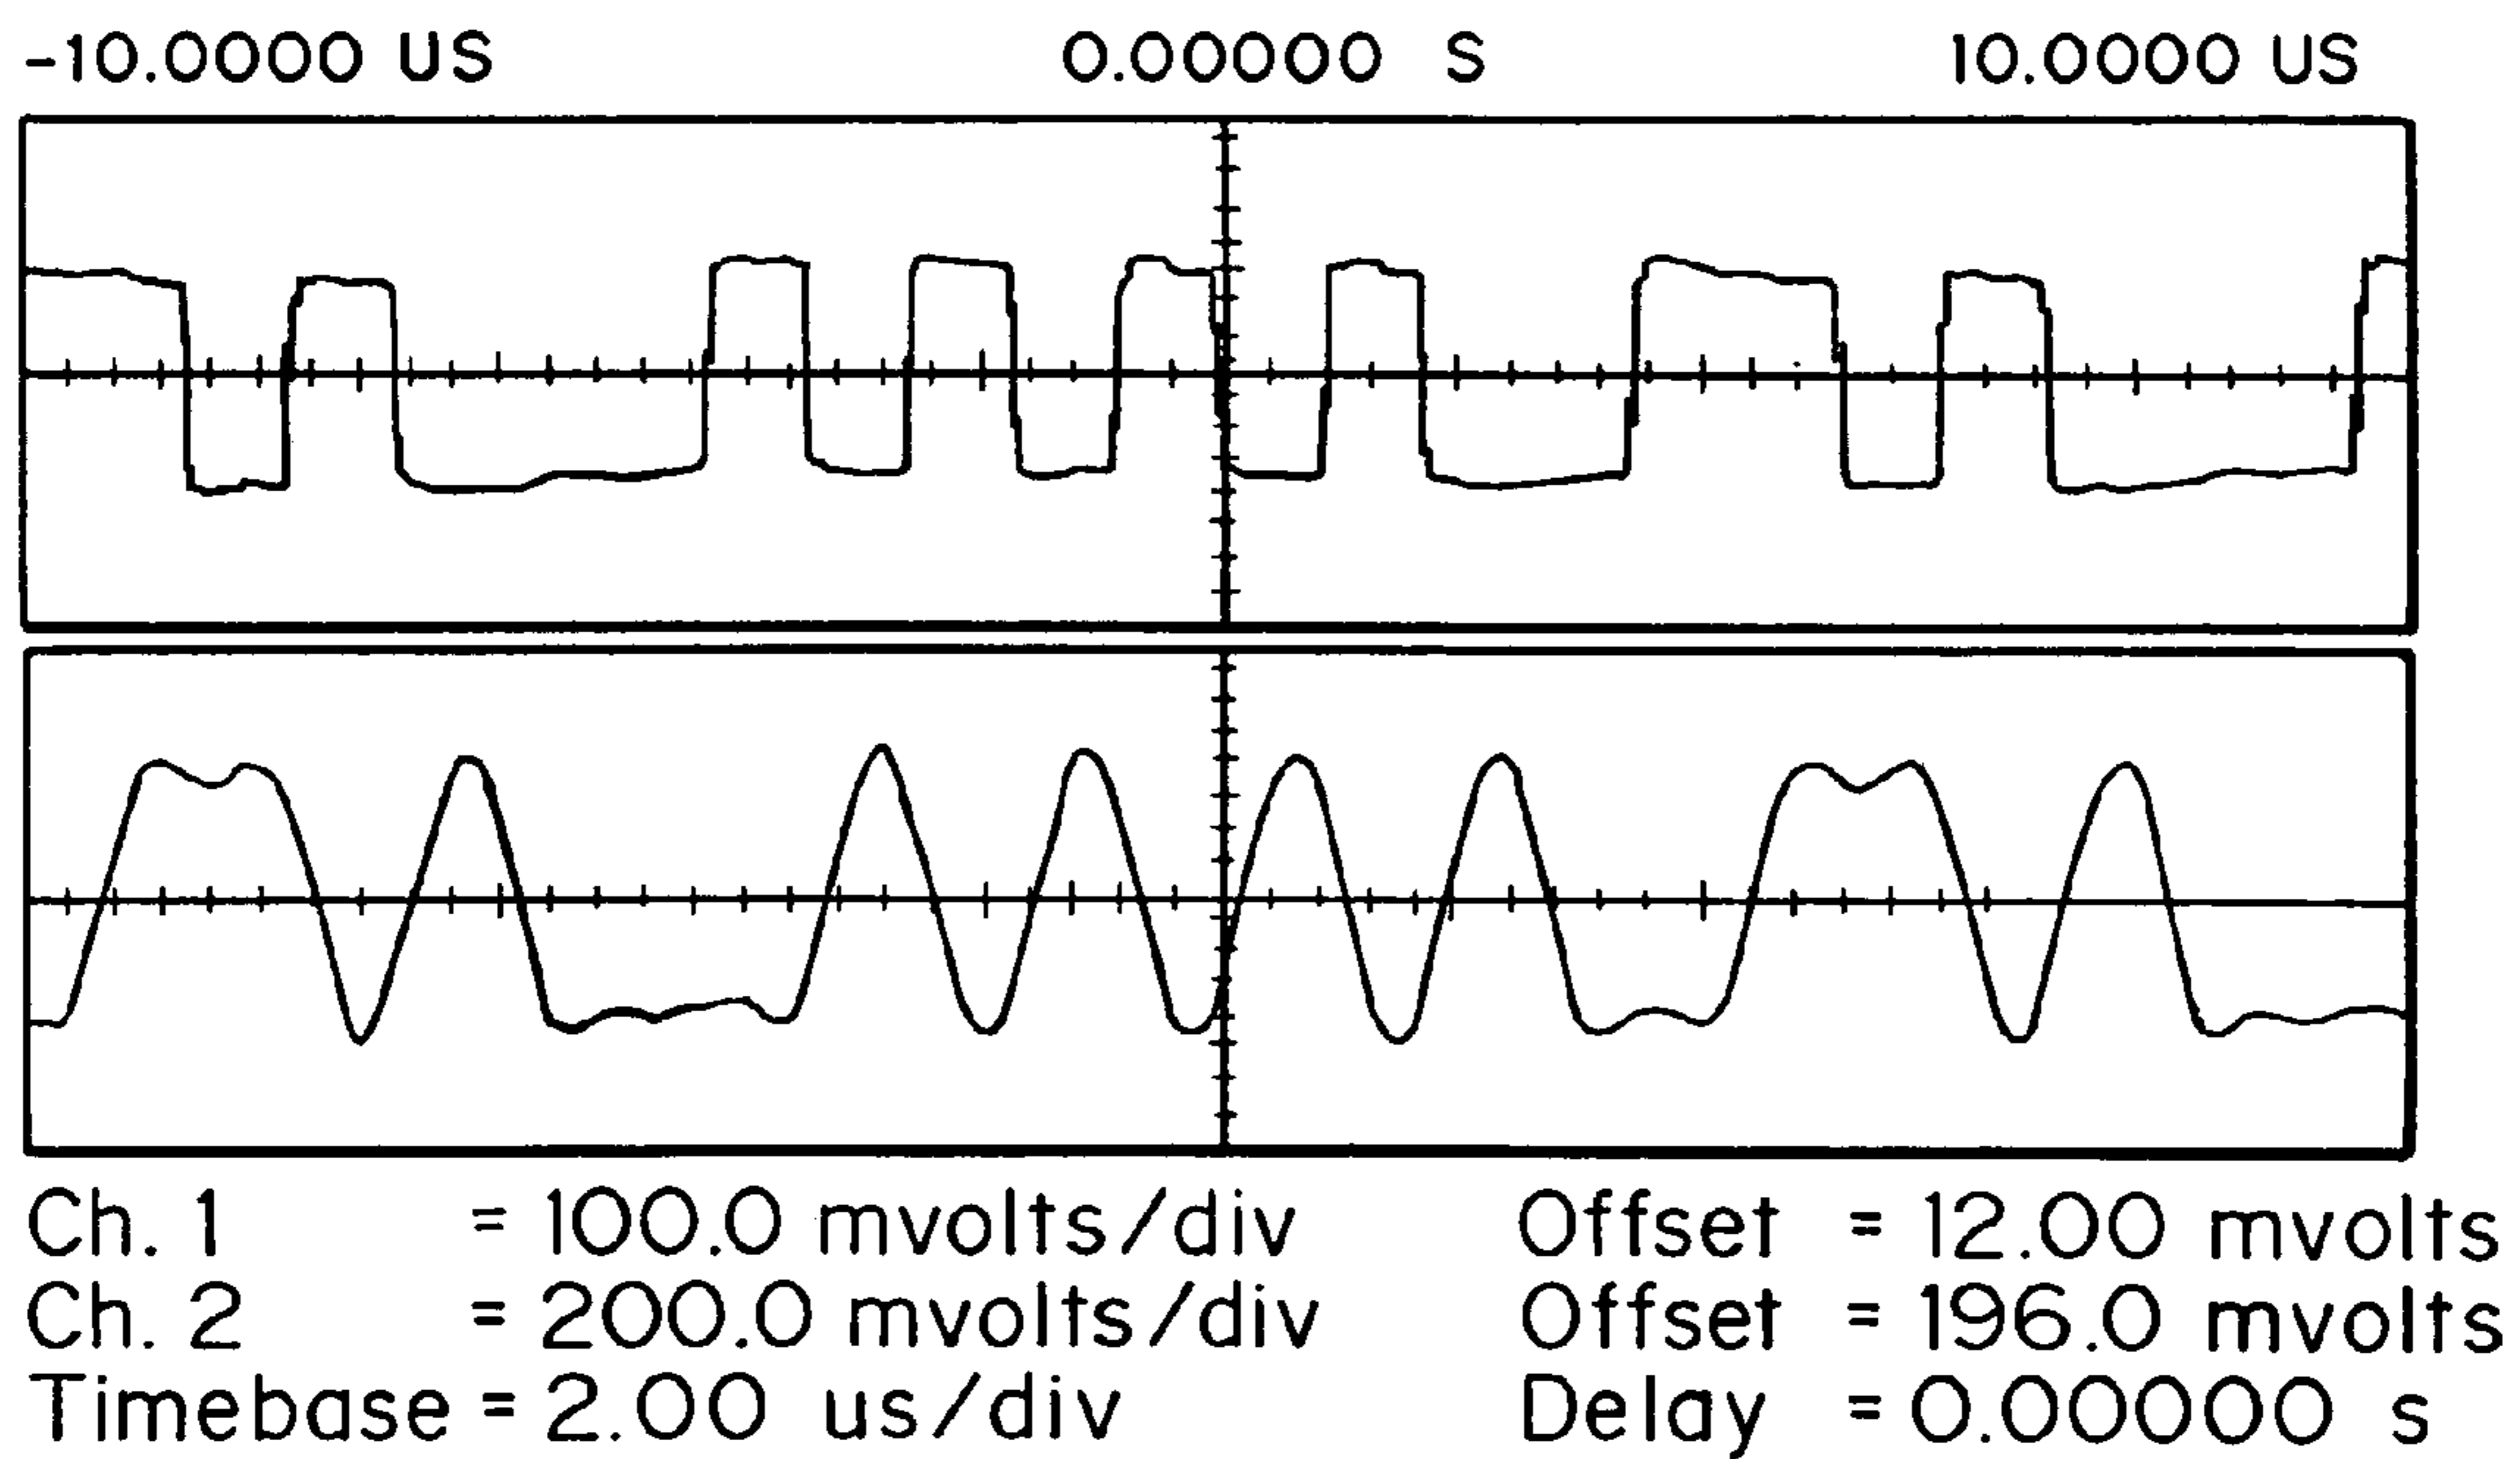 -10.0000 US 0.00000 S 10.0000 US
Ch. 1 = 100.0 mvolts/div Offset = 12.00 mvolts
Ch. 2 = 200.0 mvolts/div Offset = 196.0 mvolts
Timebase = 2.00 us/div Delay = 0.00000 s